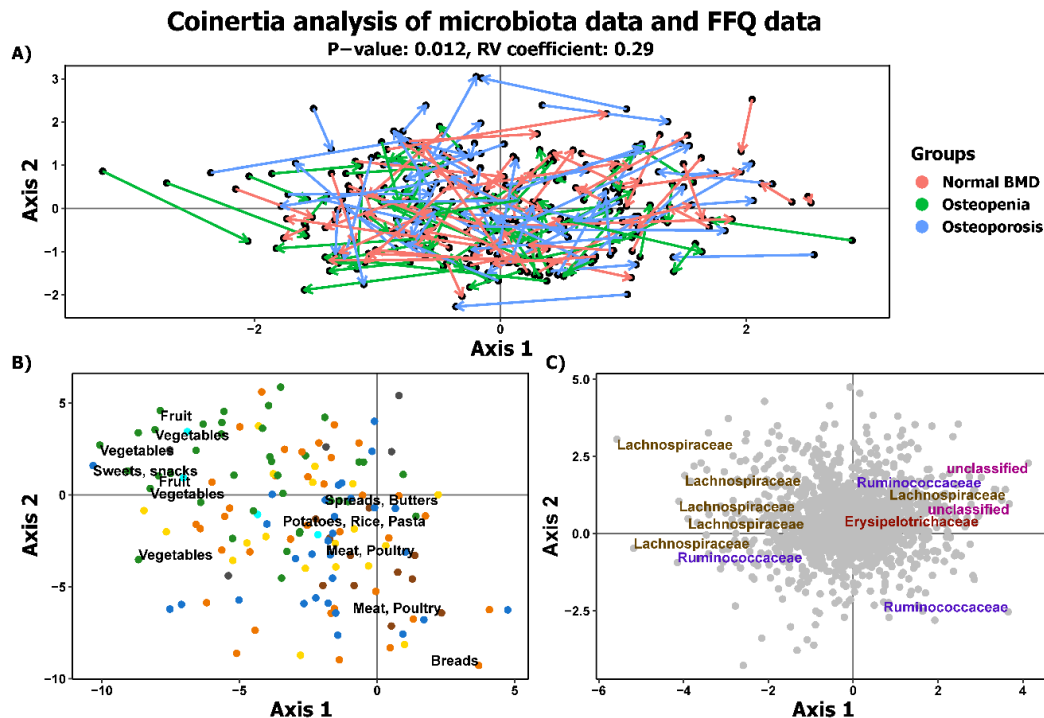 Coinertia analysis of microbiota data and FFQ data
P−value: 0.012, RV coefficient: 0.29
A)
3
2
1
0
−1
−2
Axis 2
−2
0
2
Axis 1
Groups
Normal BMD
Osteopenia
Osteoporosis
B)
5
0
−5
−10
Axis 2
Fruit
Vegetables
Vegetables
Sweets, snacks
Fruit
Vegetables
Spreads, Butters
Potatoes, Rice, Pasta
Meat, Poultry
Vegetables
Meat, Poultry
Breads
−10
−5
0
5
Axis 1
C)
5.0
2.5
0.0
−2.5
Axis 2
Lachnospiraceae
unclassified
Lachnospiraceae
Ruminococcaceae
Lachnospiraceae
Lachnospiraceae
unclassified
Lachnospiraceae
Erysipelotrichaceae
Lachnospiraceae
Ruminococcaceae
Ruminococcaceae
−6
−4
−2
0
2
4
Axis 1